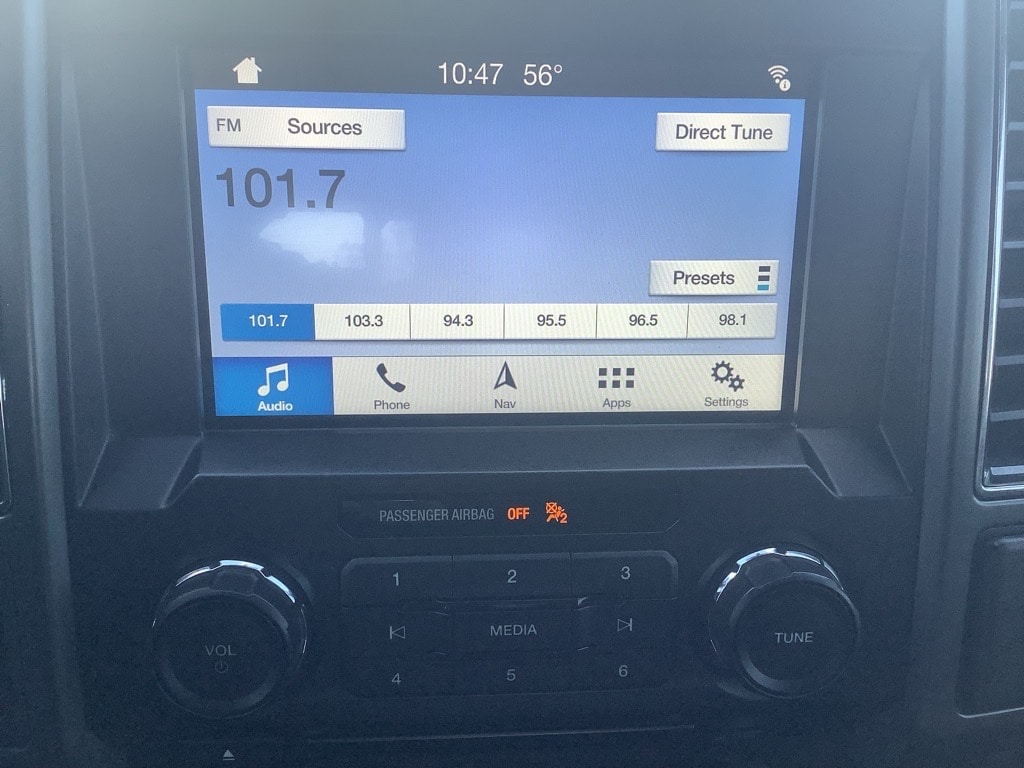 10:47 56°
FM Sources Direct Tune
101.7
Presets
101.7 103.3 94.3 95.5 96.5 98.1
Audio Phone Nav Apps Settings
PASSENGER AIRBAG OFF 2
1 2 3
VOL MEDIA TUNE
4 5 6